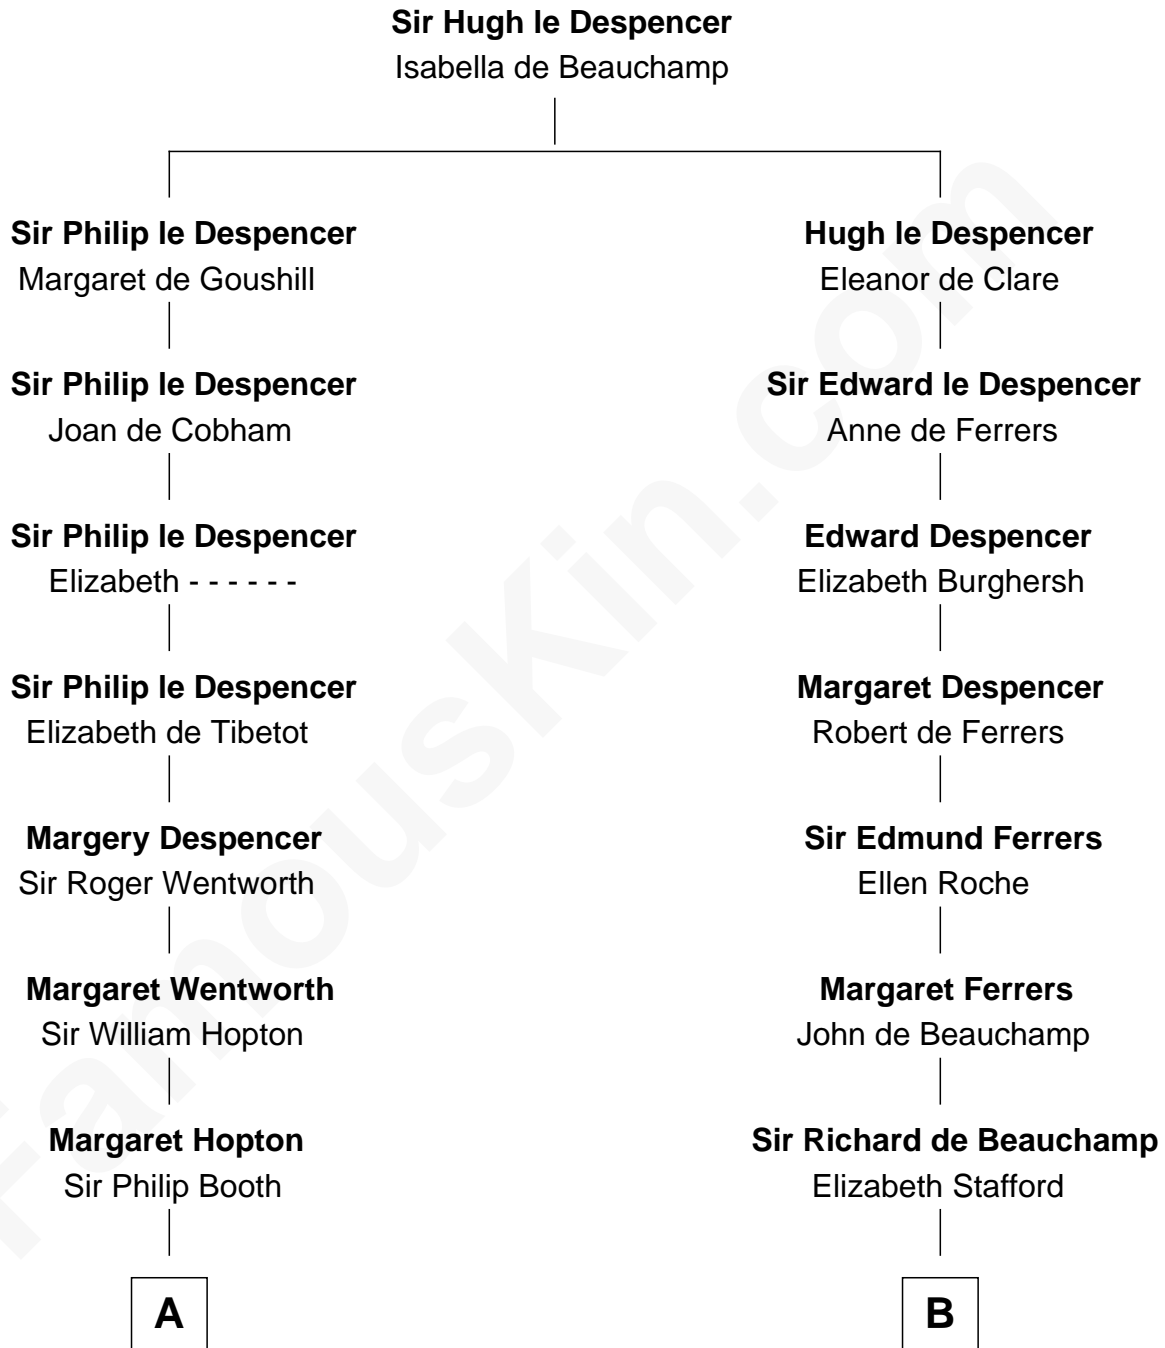 Sir Hugh le Despencer
Isabella de Beauchamp
Sir Philip le Despencer
Margaret de Goushill
Hugh le Despencer
Eleanor de Clare
Sir Philip le Despencer
Joan de Cobham
Sir Edward le Despencer
Anne de Ferrers
Sir Philip le Despencer
Elizabeth - - - - - -
Edward Despencer
Elizabeth Burghersh
Sir Philip le Despencer
Elizabeth de Tibetot
Margaret Despencer
Robert de Ferrers
Margery Despencer
Sir Roger Wentworth
Sir Edmund Ferrers
Ellen Roche
Margaret Wentworth
Sir William Hopton
Margaret Ferrers
John de Beauchamp
Margaret Hopton
Sir Philip Booth
Sir Richard de Beauchamp
Elizabeth Stafford
A
B
FamousKin.com